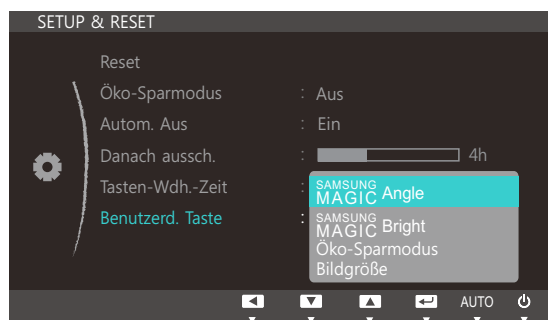 SETUP & RESET
Reset
Öko-Sparmodus : Aus
Autom. Aus : Ein
Danach aussch. : 4h
Tasten-Wdh.-Zeit :
Benutzerd. Taste :
SAMSUNG MAGIC Angle
SAMSUNG MAGIC Bright
Öko-Sparmodus
Bildgröße
AUTO